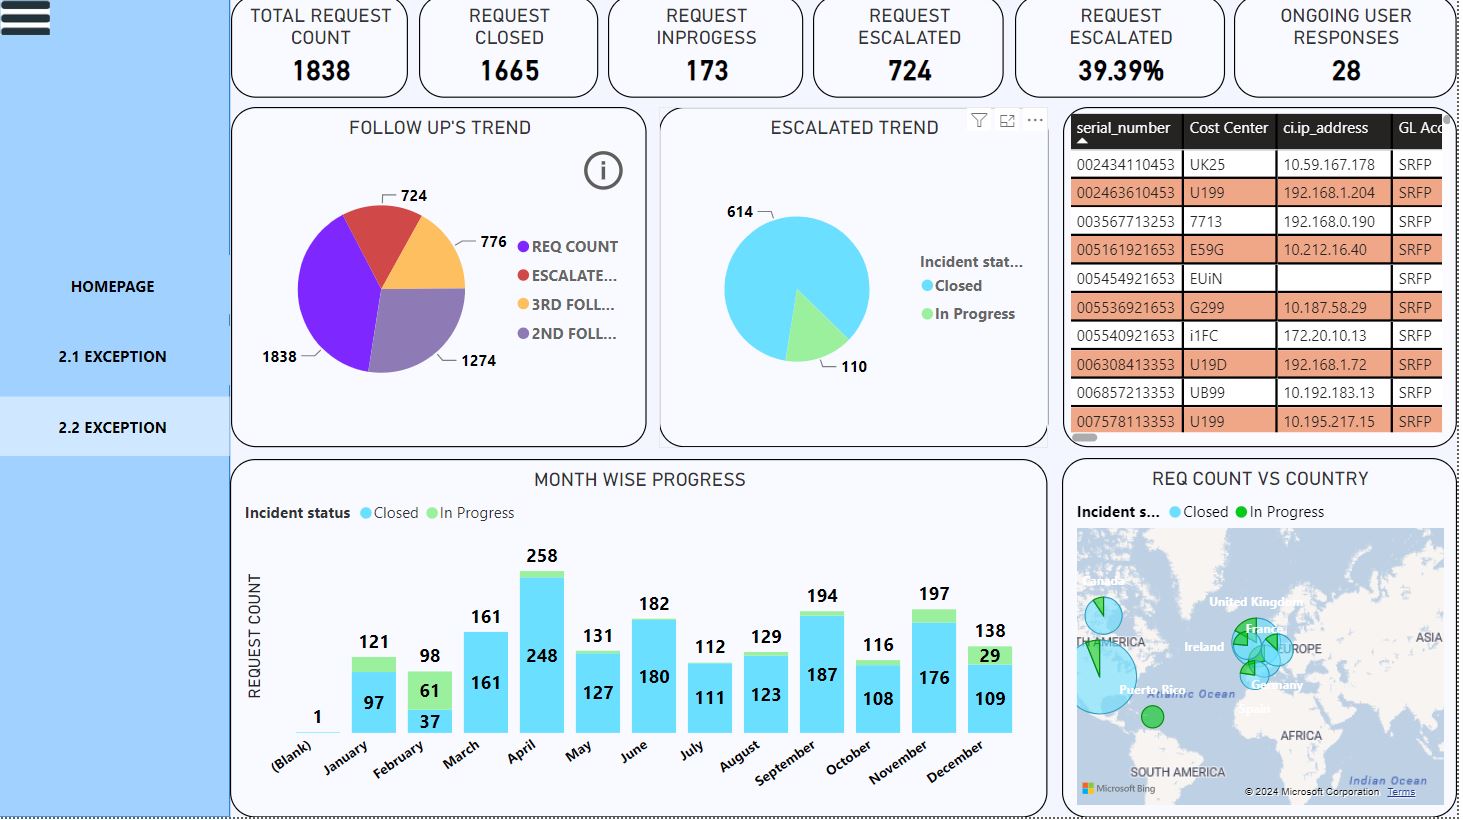 TOTAL REQUEST
COUNT
1838
REQUEST
CLOSED
1665
REQUEST
INPROGESS
173
REQUEST
ESCALATED
724
REQUEST
ESCALATED
39.39%
ONGOING USER
RESPONSES
28
HOMEPAGE
2.1 EXCEPTION
2.2 EXCEPTION
FOLLOW UP'S TREND
724
776
1838
1274
REQ COUNT
ESCALATE...
3RD FOLL...
2ND FOLL...
ESCALATED TREND
614
110
Incident stat...
Closed
In Progress
serial_number Cost Center ci.ip_address GL Acc
002434110453 UK25 10.59.167.178 SRFP
002463610453 U199 192.168.1.204 SRFP
003567713253 7713 192.168.0.190 SRFP
005161921653 E59G 10.212.16.40 SRFP
005454921653 EUiN SRFP
005536921653 G299 10.187.58.29 SRFP
005540921653 i1FC 172.20.10.13 SRFP
006308413353 U19D 192.168.1.72 SRFP
006857213353 UB99 10.192.183.13 SRFP
007578113353 U199 10.195.217.15 SRFP
MONTH WISE PROGRESS
Incident status Closed In Progress
REQUEST COUNT
1
121
97
98
61
37
161
161
258
248
131
127
182
180
112
111
129
123
194
187
116
108
197
176
138
29
109
(Blank) January February March April May June July August September October November December
REQ COUNT VS COUNTRY
Incident s... Closed In Progress
Canada
United Kingdom
France
TH AMERICA
ASIA
Ireland
EUROPE
Germany
Puerto Rico
Atlantic Ocean
Spain
AFRICA
SOUTH AMERICA
Indian Ocean
Microsoft Bing
© 2024 Microsoft Corporation Terms